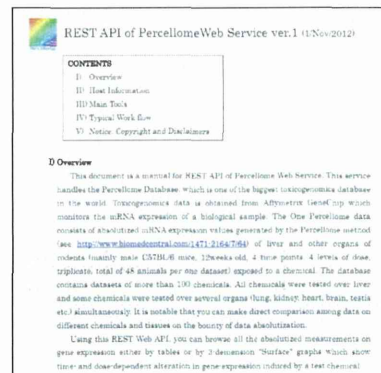 REST API of PercellomeWeb Service ver.1 (1/Nov/2012)
CONTENTS
I) Overview
II) Host Information
III) Main Tools
IV) Typical Work flow
V) Notice, Copyright and Disclaimers
I) Overview
This document is a manual for REST API of Percellome Web Service. This service
handles the Percellome Database, which is one of the biggest toxicogenomics database
in the world. Toxicogenomics data is obtained from Affymetrix GeneChip which
monitors the mRNA expression of a biological sample. The One Percellome data
consists of absolutized mRNA expression values generated by the Percellome method
(see http://www.biomedcentral.com/1471-2164/7/64) of liver and other organs of
rodents (mainly male C57BL/6 mice, 12weeks old, 4 time points, 4 levels of dose,
triplicate, total of 48 animals per one dataset) exposed to a chemical. The database
contains datasets of more than 100 chemicals. All chemicals were tested over liver
and some chemicals were tested over several organs (lung, kidney, heart, brain, testis
etc.) simultaneously. It is notable that you can make direct comparison among data on
different chemicals and tissues on the bounty of data absolutization.
Using this REST Web API, you can browse all the absolutized measurements on
gene expression either by tables or by 3-dimension "Surface" graphs which show
time- and dose-dependent alteration in gene expression induced by a test chemical.